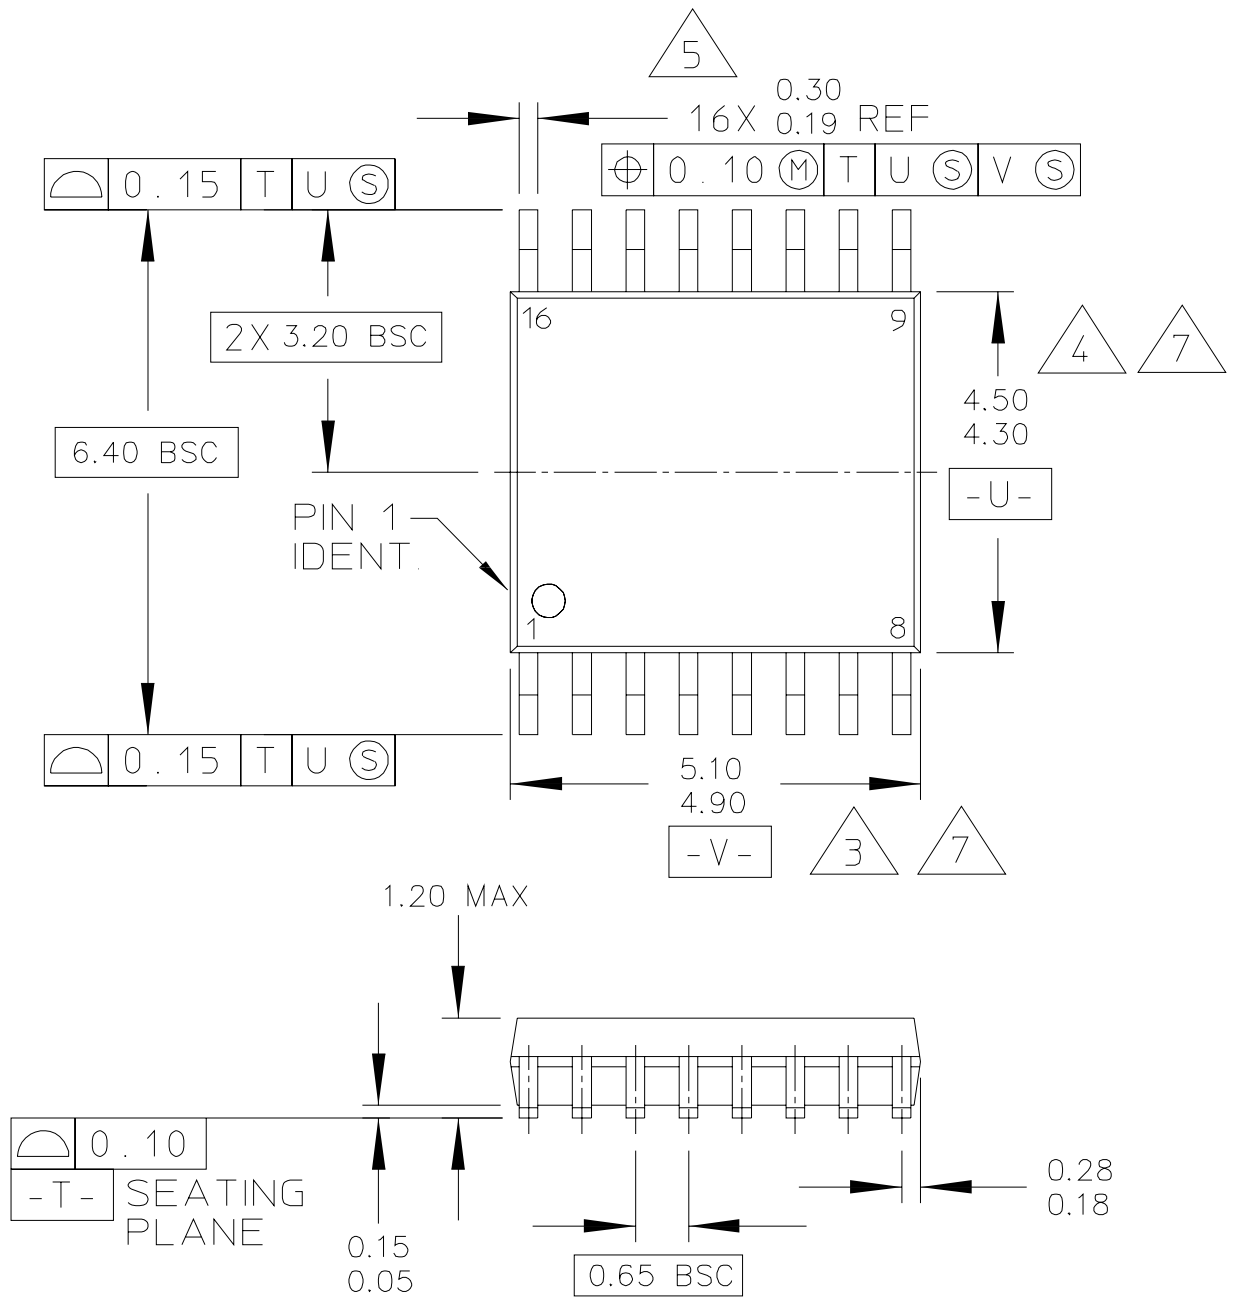 5
0.30
16X 0.19 REF
0.10 M T U S V S
0.15 T U S
2X 3.20 BSC
6.40 BSC
16
9
4 7
4.50
4.30
-U-
PIN 1
IDENT.
1
8
0.15 T U S
5.10
4.90
-V- 3 7
1.20 MAX
0.10
-T- SEATING
PLANE
0.15
0.05
0.65 BSC
0.28
0.18